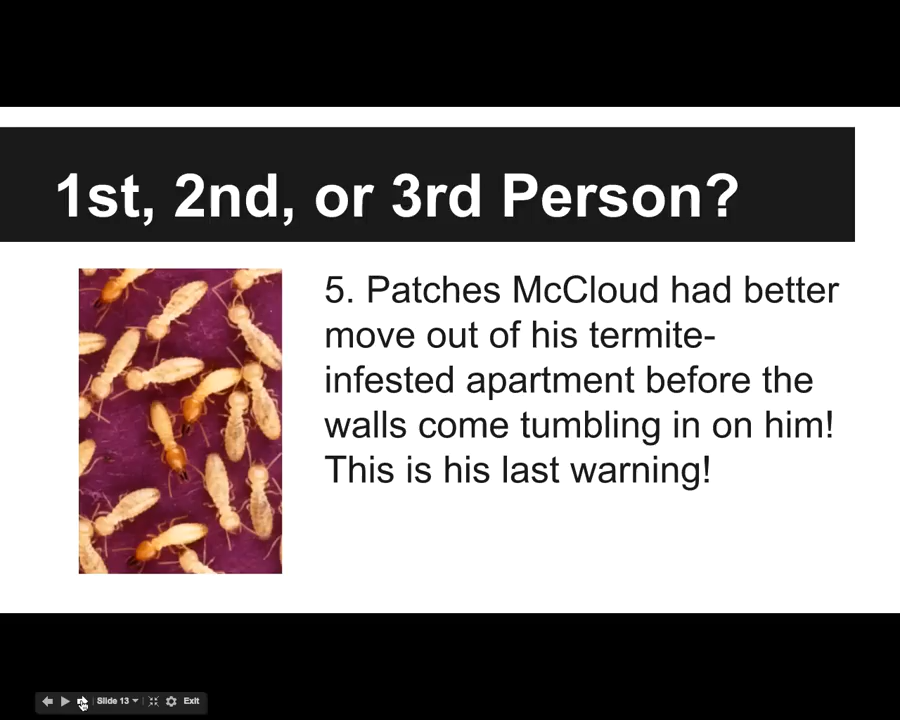 1st, 2nd, or 3rd Person?
5. Patches McCloud had better
move out of his termite-
infested apartment before the
walls come tumbling in on him!
This is his last warning!
Slide 13
Exit